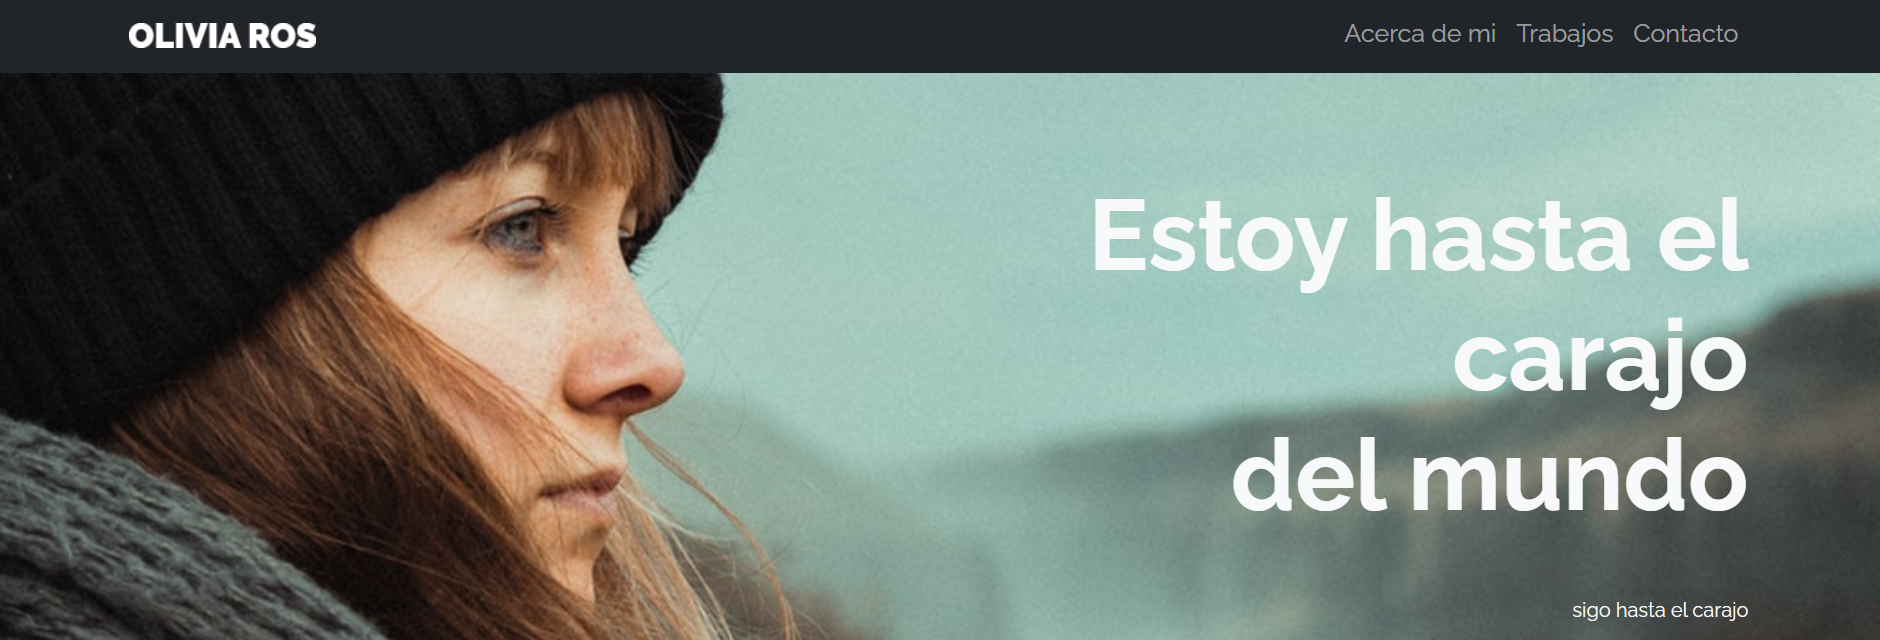 OLIVIA ROS
Acerca de mi Trabajos Contacto
Estoy hasta el
carajo
del mundo
sigo hasta el carajo